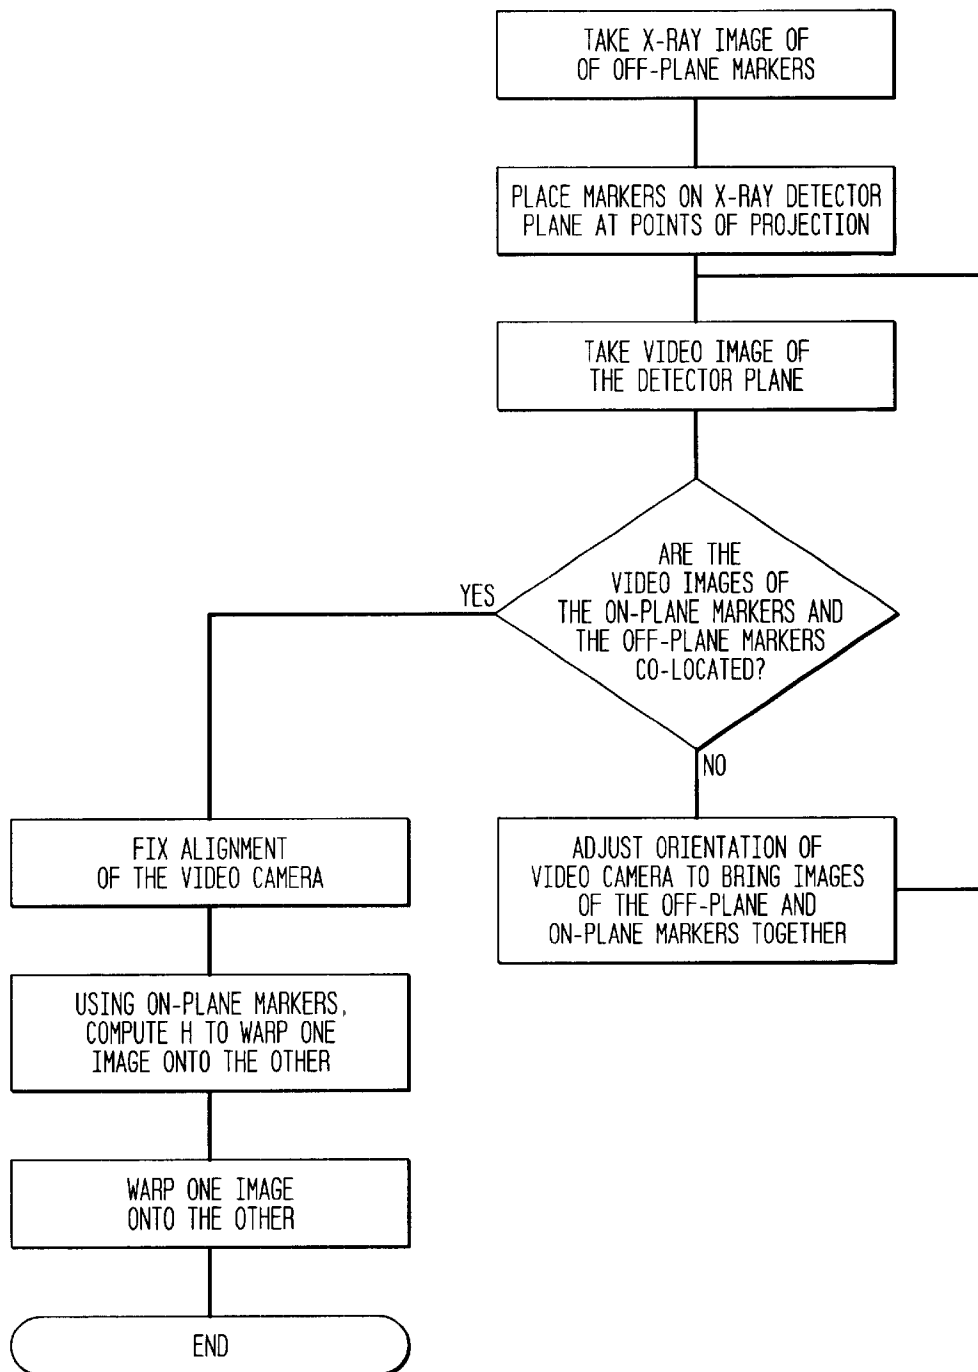 TAKE X-RAY IMAGE OF
OF OFF-PLANE MARKERS
PLACE MARKERS ON X-RAY DETECTOR
PLANE AT POINTS OF PROJECTION
TAKE VIDEO IMAGE OF
THE DETECTOR PLANE
ARE THE
VIDEO IMAGES OF
THE ON-PLANE MARKERS AND
THE OFF-PLANE MARKERS
CO-LOCATED?
YES
NO
ADJUST ORIENTATION OF
VIDEO CAMERA TO BRING IMAGES
OF THE OFF-PLANE AND
ON-PLANE MARKERS TOGETHER
FIX ALIGNMENT
OF THE VIDEO CAMERA
USING ON-PLANE MARKERS,
COMPUTE H TO WARP ONE
IMAGE ONTO THE OTHER
WARP ONE IMAGE
ONTO THE OTHER
END